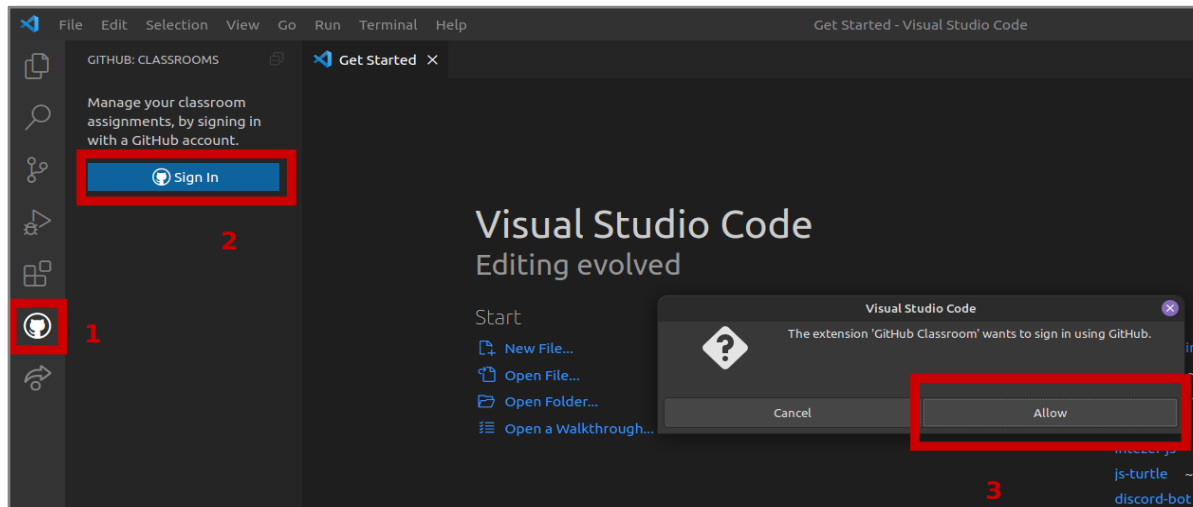 File Edit Selection View Go Run Terminal Help
Get Started - Visual Studio Code
GITHUB: CLASSROOMS
Get Started
Manage your classroom
assignments, by signing in
with a GitHub account.
Sign In
2
1
Visual Studio Code
Editing evolved
Start
New File...
Open File...
Open Folder...
Open a Walkthrough...
Visual Studio Code
The extension 'GitHub Classroom' wants to sign in using GitHub.
Cancel
Allow
js-turtle ~
3
discord-bot